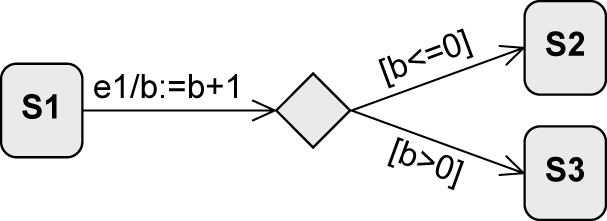 S1
e1/b:=b+1
[b<=0]
S2
[b>0]
S3